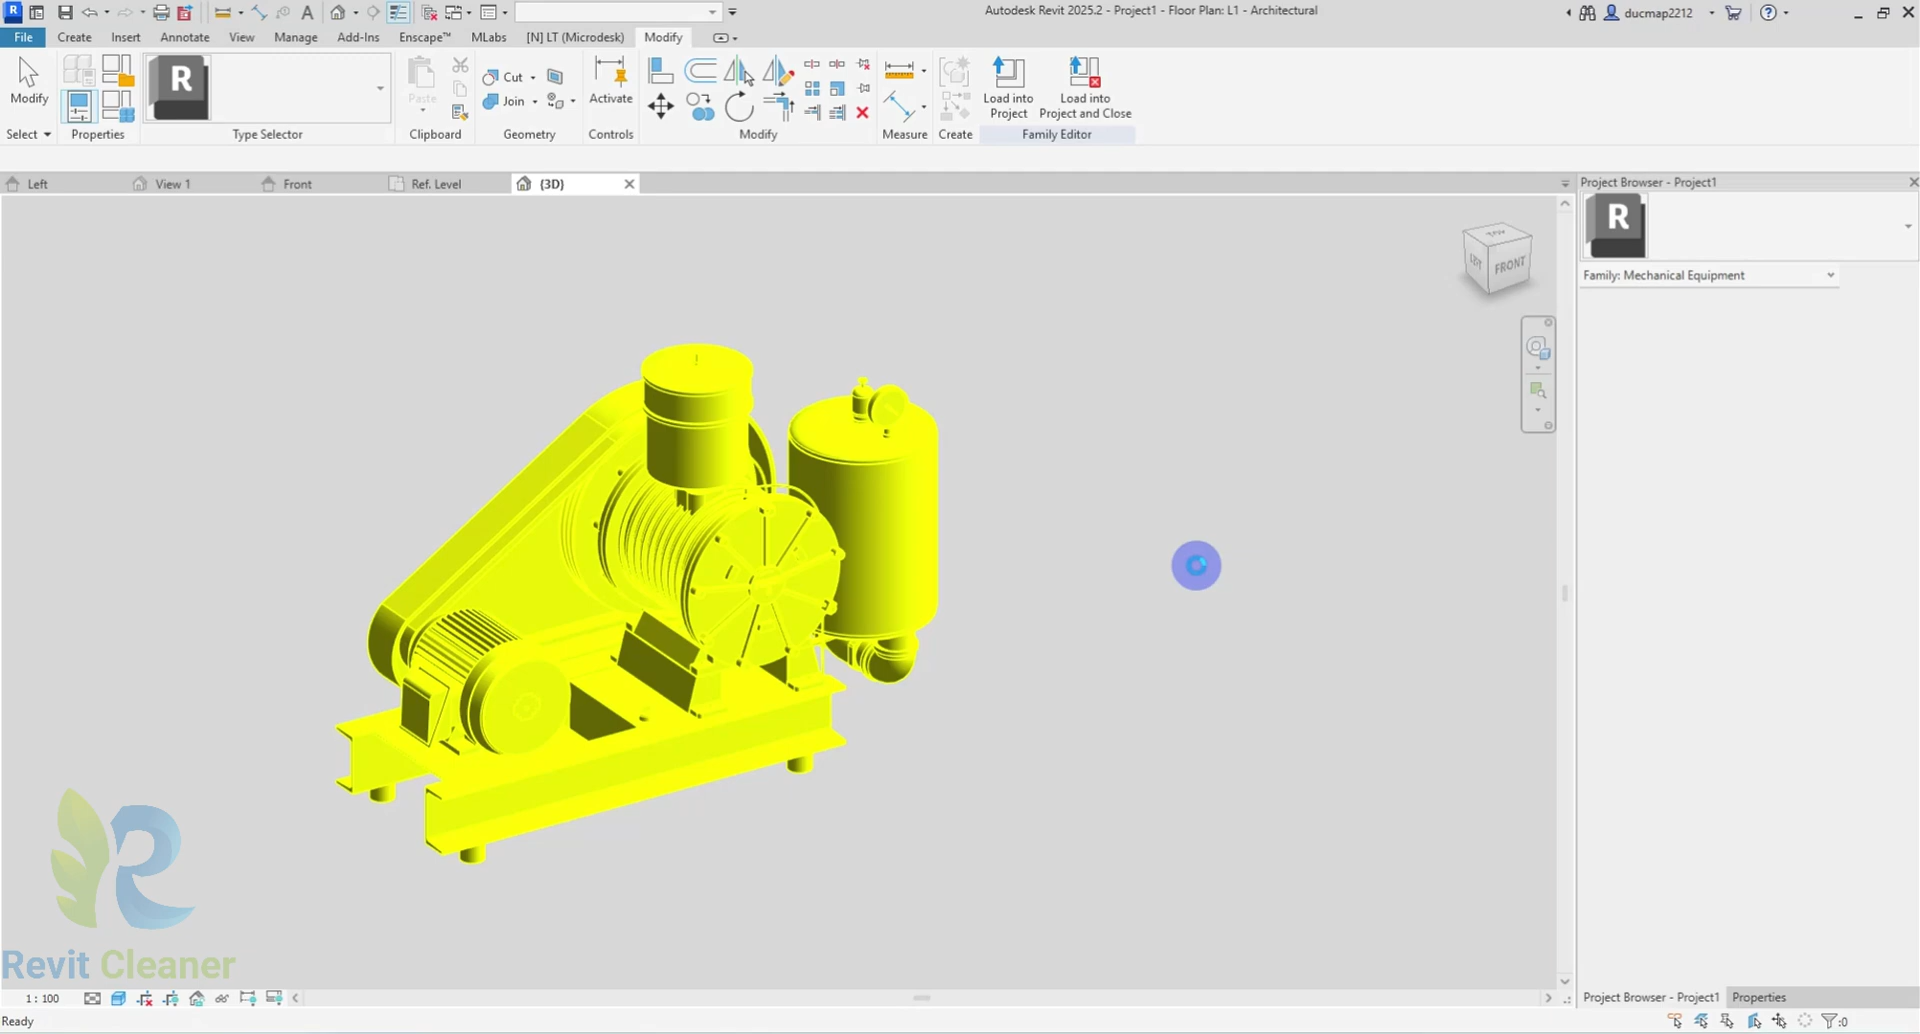 Autodesk Revit 2025.2 - Project1 - Floor Plan: L1 - Architectural
ducmap2212
File Create Insert Annotate View Manage Add-Ins Enscape™ MLabs [N] LT (Microdesk) Modify
Modify
Select
Properties
R
Type Selector
Paste
Clipboard
Cut
Join
Geometry
Activate
Controls
Modify
Measure
Create
Load into
Project
Load into
Project and Close
Family Editor
Left View 1 Front Ref. Level (3D)
Project Browser - Project1
R
Family: Mechanical Equipment
FRONT
Revit Cleaner
1 : 100
Project Browser - Project1 Properties
Ready
:0